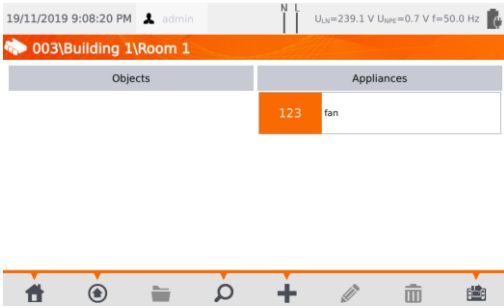 19/11/2019 9:08:20 PM admin N L ULN=239.1 V UNPE=0.7 V f=50.0 Hz
003\Building 1\Room 1
Objects Appliances
123 fan